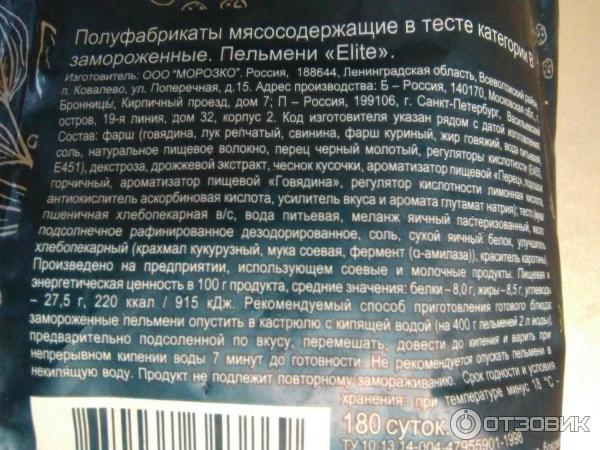 Полуфабрикаты мясосодержащие в тесте категории В
замороженные. Пельмени «Elite».
Изготовитель: ООО "МОРОЗКО". Россия, 188644, Ленинградская область, Всеволожский район,
п. Ковалево, ул. Поперечная, д.15. Адрес производства: Б – Россия, 140170, Московская обл., г.
Бронницы, Кирпичный проезд, дом 7; П – Россия, 199106, г. Санкт-Петербург, Васильевский
остров, 19-я линия, дом 32, корпус 2. Код изготовителя указан рядом с датой изготовления.
Состав: фарш (говядина, лук репчатый, свинина, фарш куриный, жир говяжий, вода питьевая,
соль, натуральное пищевое волокно, перец черный молотый, регуляторы кислотности (Е450,
Е451), декстроза, дрожжевой экстракт, чеснок кусочки, ароматизатор пищевой «Перец», порошок
горчичный, ароматизатор пищевой «Говядина», регулятор кислотности лимонная кислота,
антиокислитель аскорбиновая кислота, усилитель вкуса и аромата глутамат натрия); тесто (мука
пшеничная хлебопекарная в/с, вода питьевая, меланж яичный пастеризованный, масло
подсолнечное рафинированное дезодорированное, соль, сухой яичный белок, улучшитель
хлебопекарный (крахмал кукурузный, мука соевая, фермент (α-амилаза)), краситель каротины).
Произведено на предприятии, использующем соевые и молочные продукты. Пищевая и
энергетическая ценность в 100 г продукта, средние значения: белки – 8,0 г, жиры - 8,5 г, углеводы
– 27,5 г, 220 ккал / 915 кДж. Рекомендуемый способ приготовления готового блюда:
замороженные пельмени опустить в кастрюлю с кипящей водой (на 400 г пельменей 2 л воды),
предварительно подсоленной по вкусу, перемешать, довести до кипения и варить при
непрерывном кипении воды 7 минут до готовности. Не рекомендуется опускать пельмени в
некипящую воду. Продукт не подлежит повторному замораживанию. Срок годности и условия
хранения: при температуре минус 18 °С -
180 суток.
ТУ 10.13.14-004-47955901-1998
ОТЗОВИК